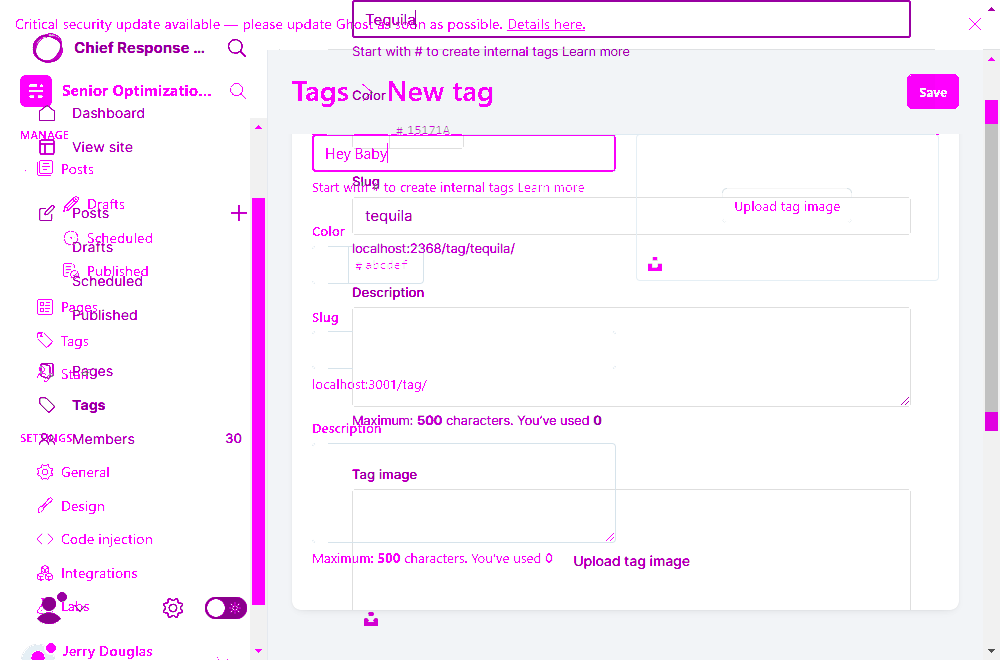 Tequila
Critical security update available — please update Ghost as soon as possible. Details here.
Chief Response ...
Start with # to create internal tags Learn more
Senior Optimizatio...
Tags
New tag
Save
Color
Dashboard
MANAGE
# 15171A
View site
Hey Baby
Posts
Slug
Start with # to create internal tags Learn more
Drafts
Posts
tequila
Upload tag image
Color
Scheduled
Drafts
localhost:2368/tag/tequila/
Published
Scheduled
Description
Pages
Published
Slug
Tags
Staff
Pages
localhost:3001/tag/
Tags
Maximum: 500 characters. You’ve used 0
Description
SETTINGS
Members
30
General
Tag image
Design
Code injection
Maximum: 500 characters. You've used 0
Upload tag image
Integrations
Labs
Jerry Douglas